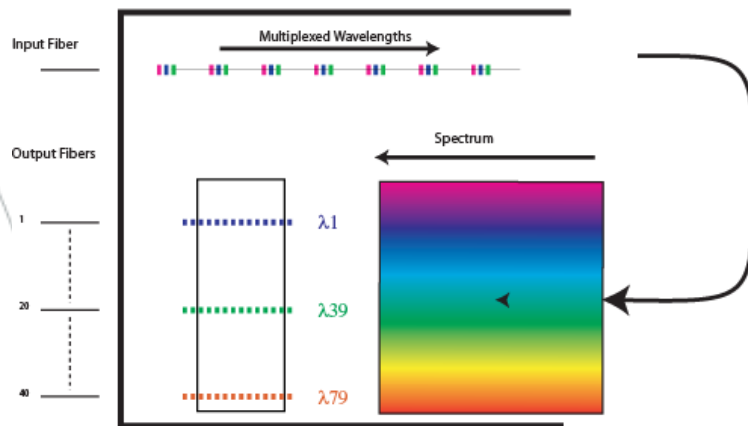 Multiplexed Wavelengths
Input Fiber
Spectrum
Output Fibers
1
λ1
20
λ39
40
λ79